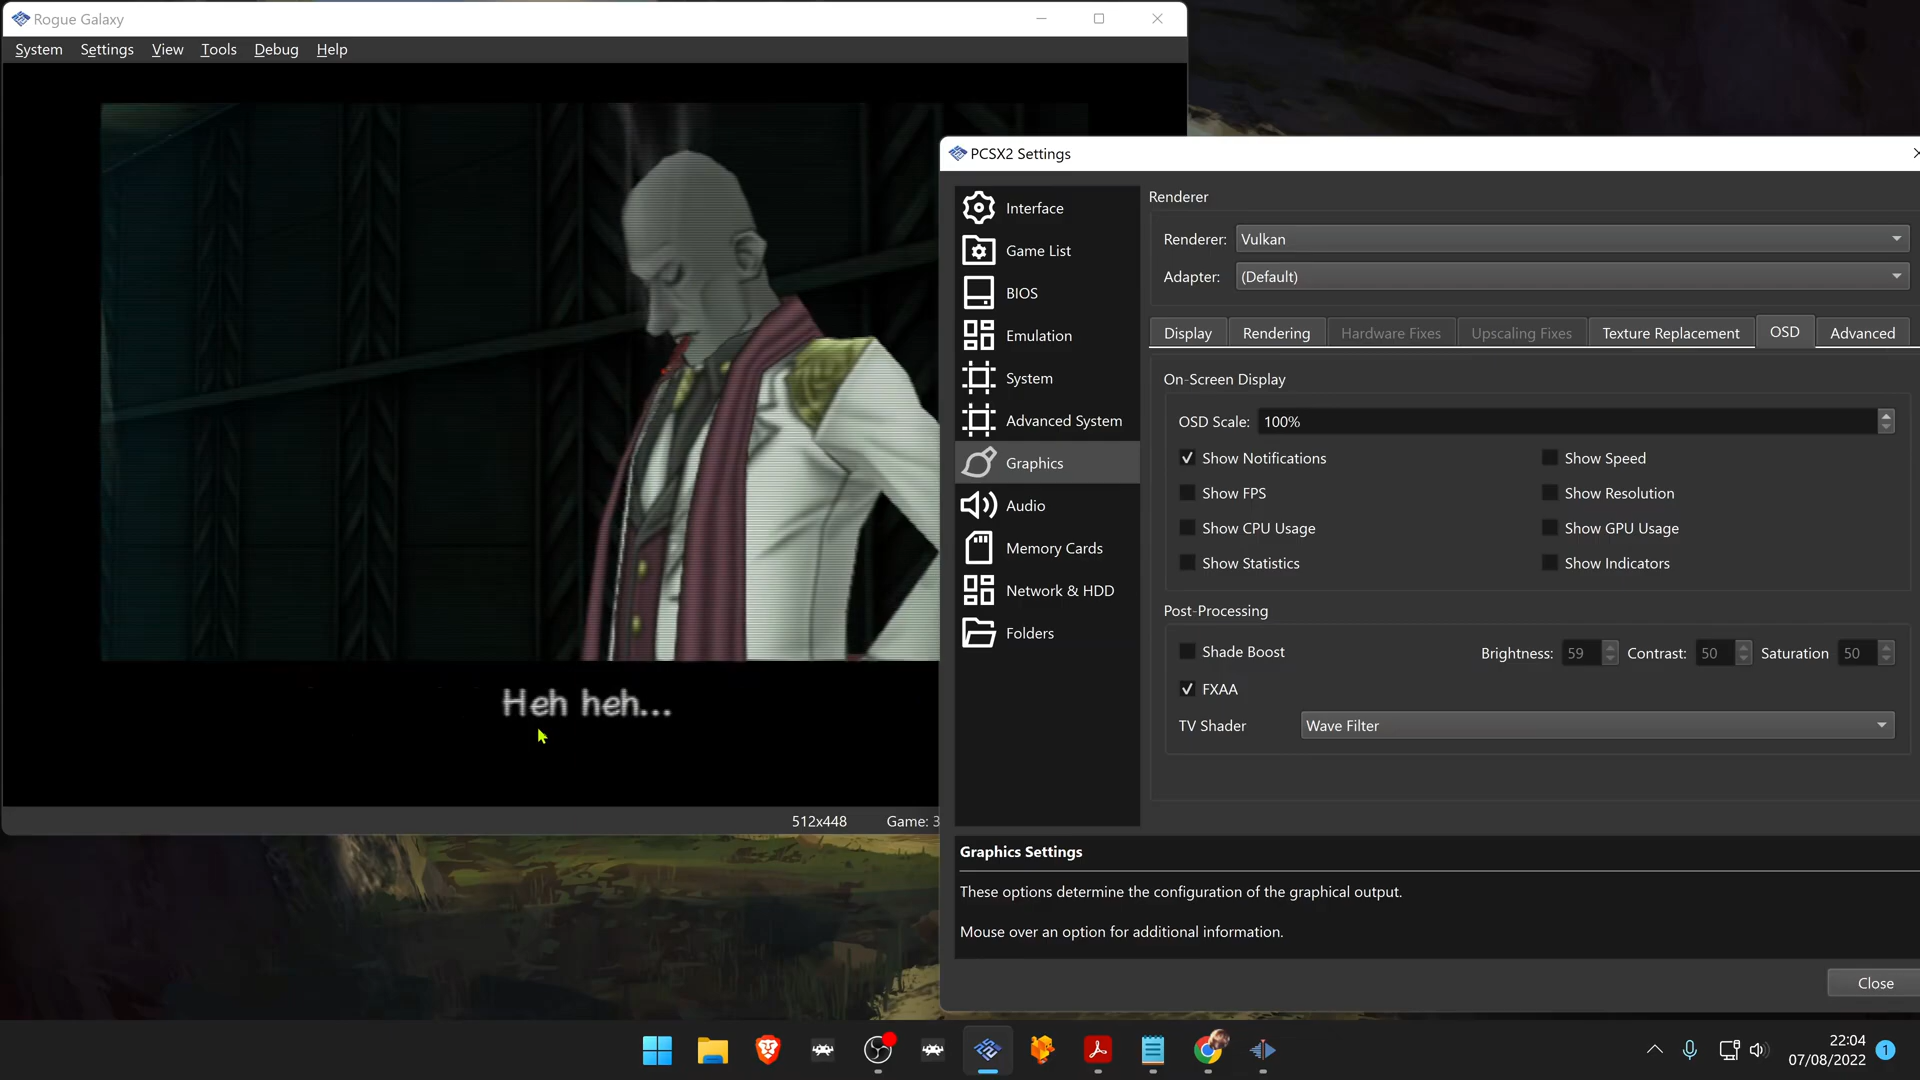 Rogue Galaxy
System Settings View Tools Debug Help
Heh heh...
512x448 Game: 3
PCSX2 Settings
Interface
Game List
BIOS
Emulation
System
Advanced System
Graphics
Audio
Memory Cards
Network & HDD
Folders
Renderer
Renderer: Vulkan
Adapter: (Default)
Display Rendering Hardware Fixes Upscaling Fixes Texture Replacement OSD Advanced
On-Screen Display
OSD Scale: 100%
Show Notifications Show Speed
Show FPS Show Resolution
Show CPU Usage Show GPU Usage
Show Statistics Show Indicators
Post-Processing
Shade Boost Brightness: 59 Contrast: 50 Saturation 50
FXAA
TV Shader Wave Filter
Graphics Settings
These options determine the configuration of the graphical output.
Mouse over an option for additional information.
Close
22:04
07/08/2022 1